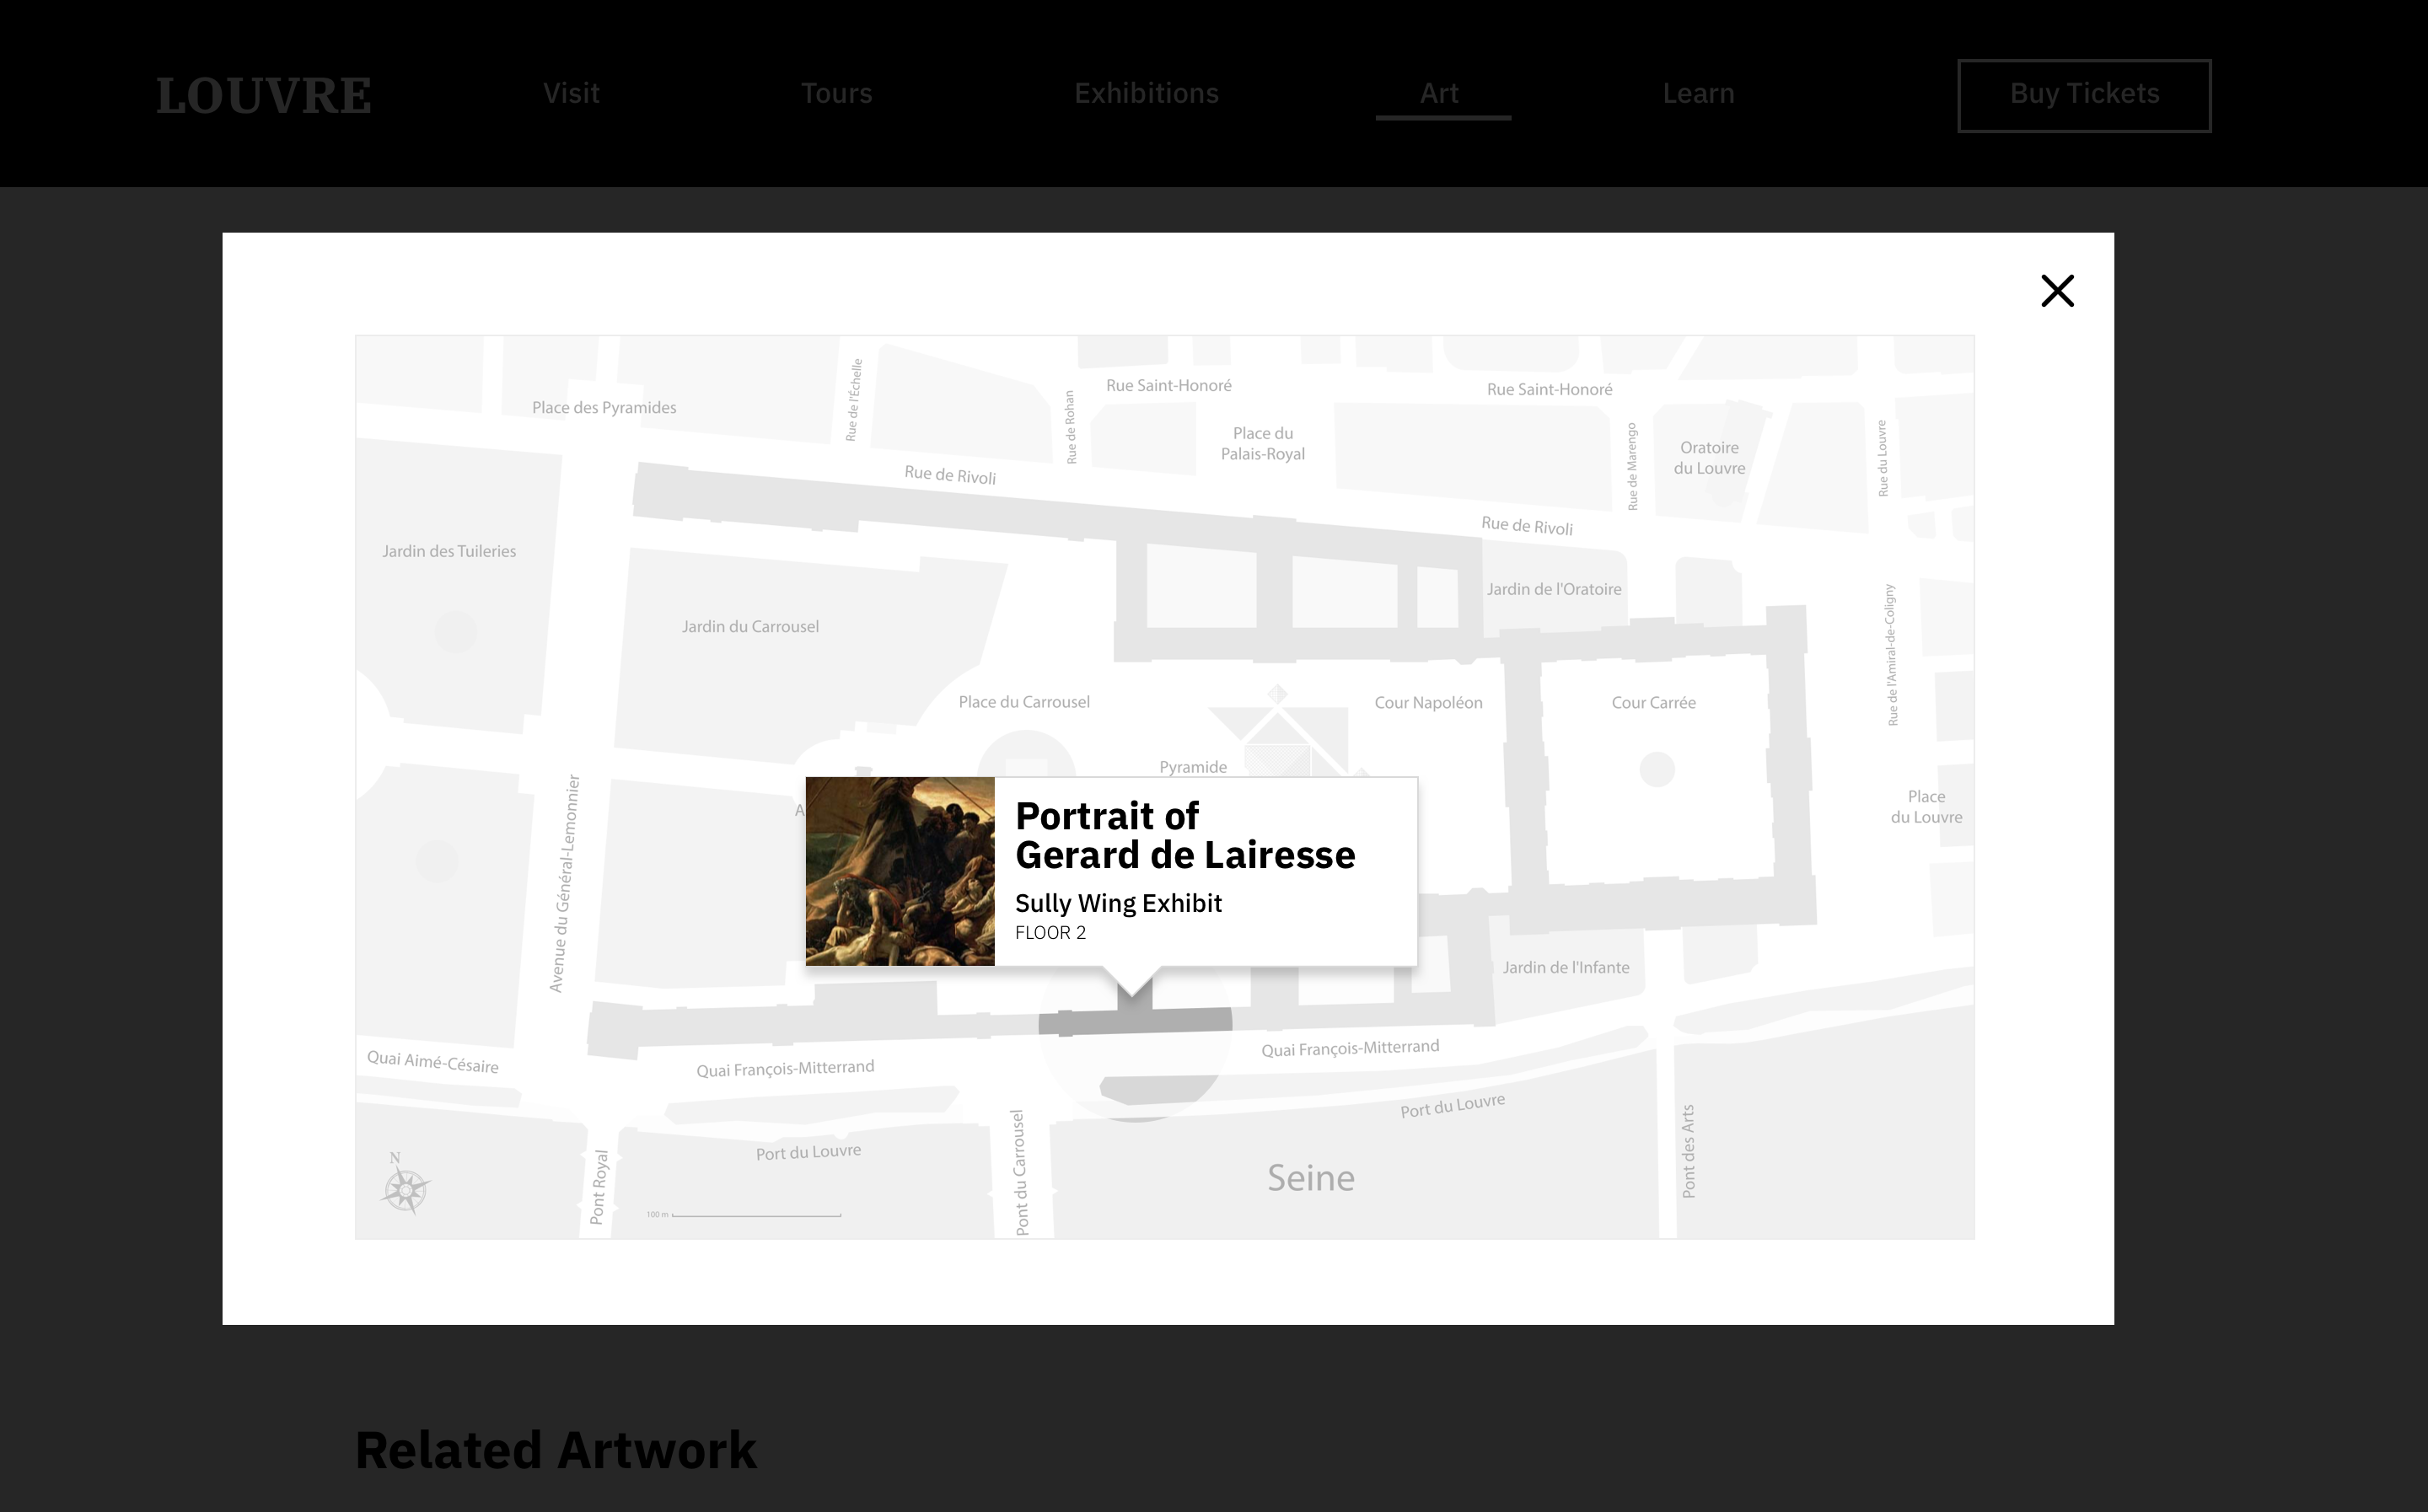 LOUVRE
Visit
Tours
Exhibitions
Art
Learn
Buy Tickets
Rue de l'Échelle
Rue Saint-Honoré
Rue Saint-Honoré
Place des Pyramides
Rue de Rohan
Place du
Palais-Royal
Rue de Marengo
Oratoire
du Louvre
Rue du Louvre
Rue de Rivoli
Rue de Rivoli
Jardin des Tuileries
Jardin de l'Oratoire
Jardin du Carrousel
Rue de l'Amiral-de-Coligny
Place du Carrousel
Cour Napoléon
Cour Carrée
Pyramide
Place
du Louvre
A
Portrait of
Gerard de Lairesse
Sully Wing Exhibit
FLOOR 2
Avenue du Général-Lemonnier
Jardin de l'Infante
Quai Aimé-Césaire
Quai François-Mitterrand
Quai François-Mitterrand
Port du Louvre
Port du Louvre
Pont Royal
Pont du Carrousel
Pont des Arts
Seine
N
100 m
Related Artwork